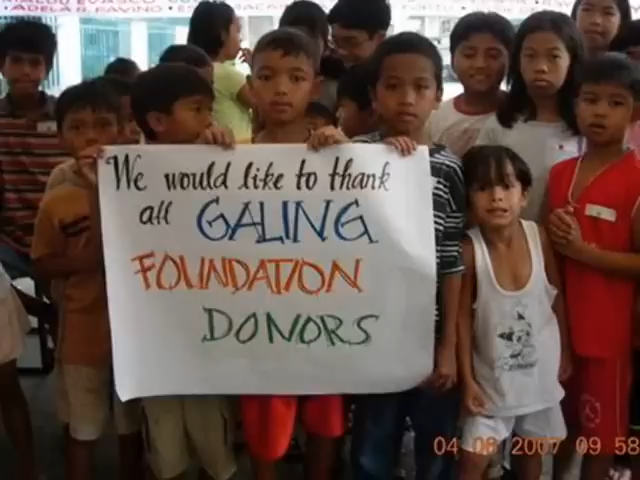 We would like to thank
all GALING
FOUNDATION
DONORS
04 06 2007 09 58